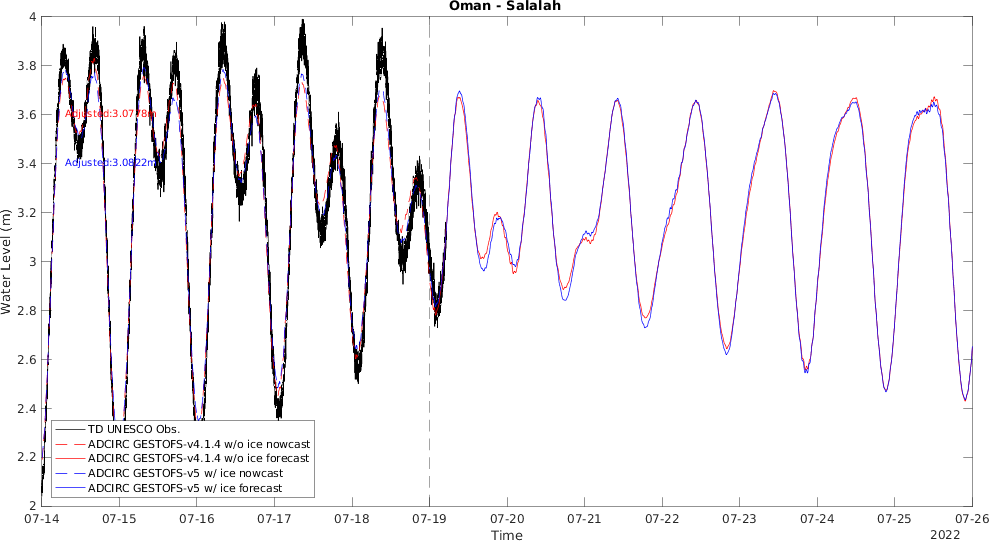 Oman - Salalah
Water Level (m)
4
3.8
3.6
3.4
3.2
3
2.8
2.6
2.4
2.2
2
Adjusted:3.0778m
Adjusted:3.0822m
TD UNESCO Obs.
ADCIRC GESTOFS-v4.1.4 w/o ice nowcast
ADCIRC GESTOFS-v4.1.4 w/o ice forecast
ADCIRC GESTOFS-v5 w/ ice nowcast
ADCIRC GESTOFS-v5 w/ ice forecast
07-14 07-15 07-16 07-17 07-18 07-19 07-20 07-21 07-22 07-23 07-24 07-25 07-26
Time
2022